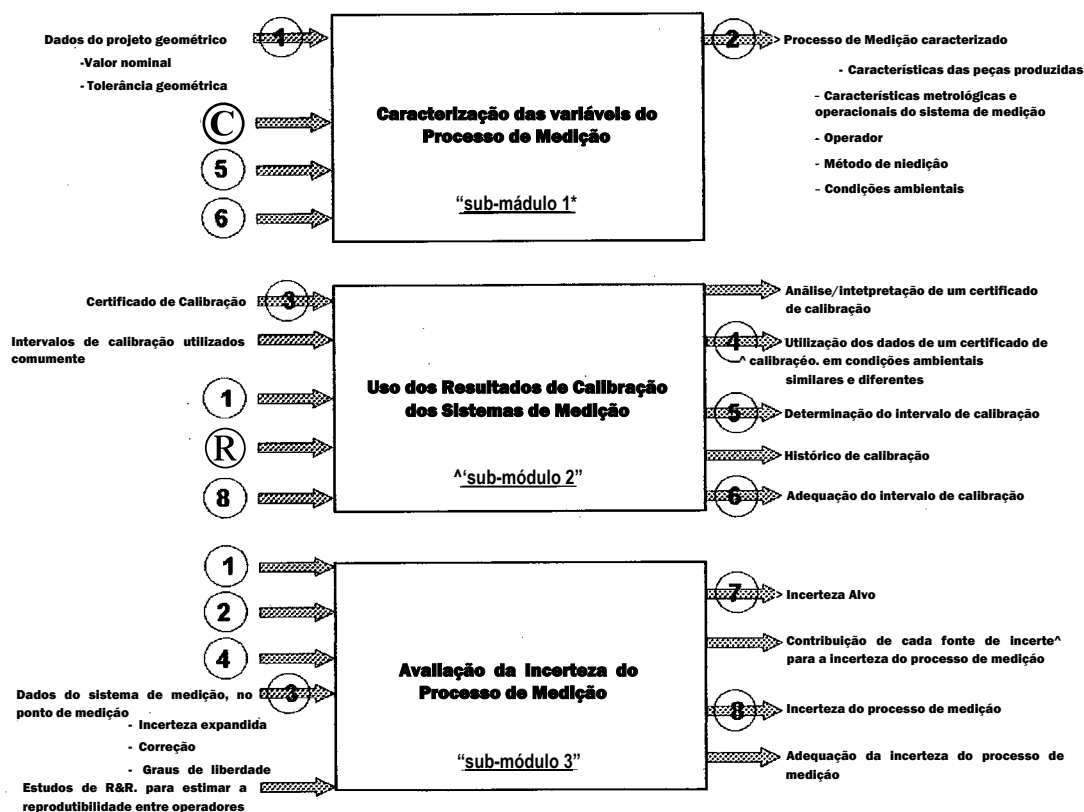 Dados do projeto geométrico
-Valor nominal
- Tolerância geométrica
1
C
5
6
Caracterização das variáveis do
Processo de Medição
“sub-mádulo 1*
2
Processo de Medição caracterizado
- Características das peças produzidas
- Características metrológicas e
operacionais do sistema de medição
- Operador
- Método de niediçâo
- Condições ambientais
Certificado de Calibração
3
Intervalos de calibração utilizados
comumente
1
R
8
Uso dos Resultados de Calibração
dos Sistemas de Medição
^‘sub-módulo 2”
Anãlise/intetpretação de um certificado
de calibração
4
Utilização dos dados de um certificado de
^ calibraçéo. em condições ambientais
similares e diferentes
5
Determinação do intervalo de calibração
Histórico de calibração
6
Adequação do intervalo de calibração
1
2
4
Dados do sistema de medição, no
ponto de mediçáo
3
- Incerteza expandida
- Correção
- Graus de liberdade
Estudos de R&R. para estimar a
reprodutibilidade entre operadores
Avaliação da Incerteza do
Processo de Medição
“sub-módulo 3”
7
Incerteza Alvo
Contribuição de cada fonte de incerte^
para a incerteza do processo de mediçáo
8
Incerteza do processo de mediçáo
Adequação da incerteza do processo de
mediçáo